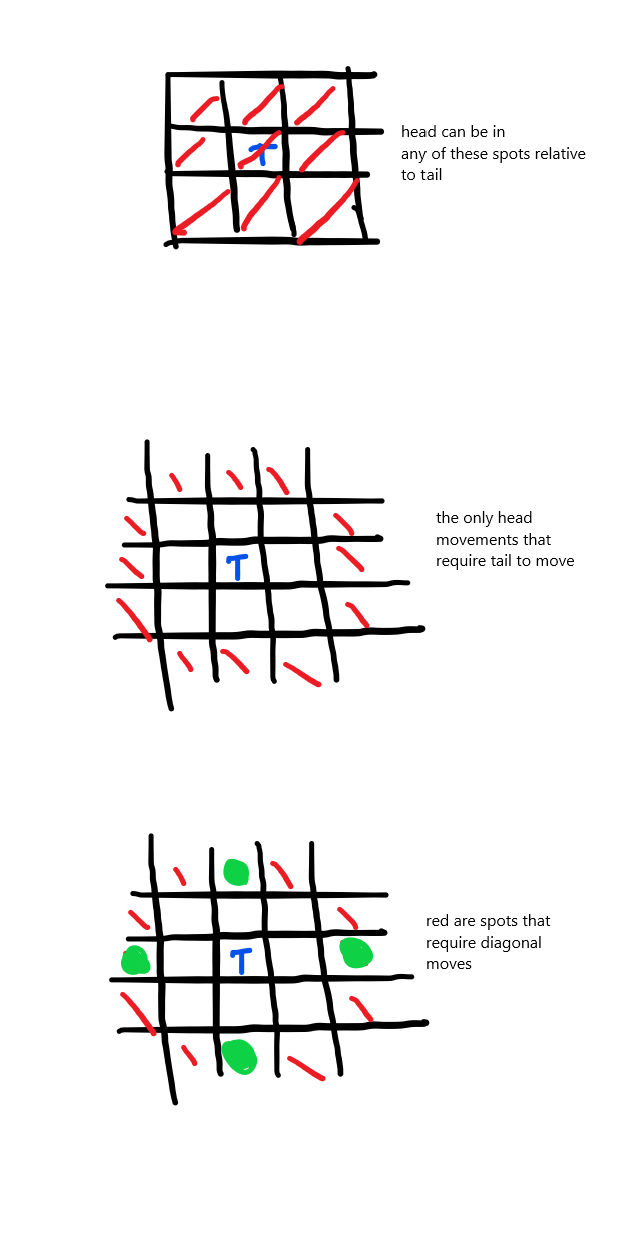 head can be in
any of these spots relative
to tail
T
the only head
movements that
require tail to move
T
red are spots that
require diagonal
moves
T